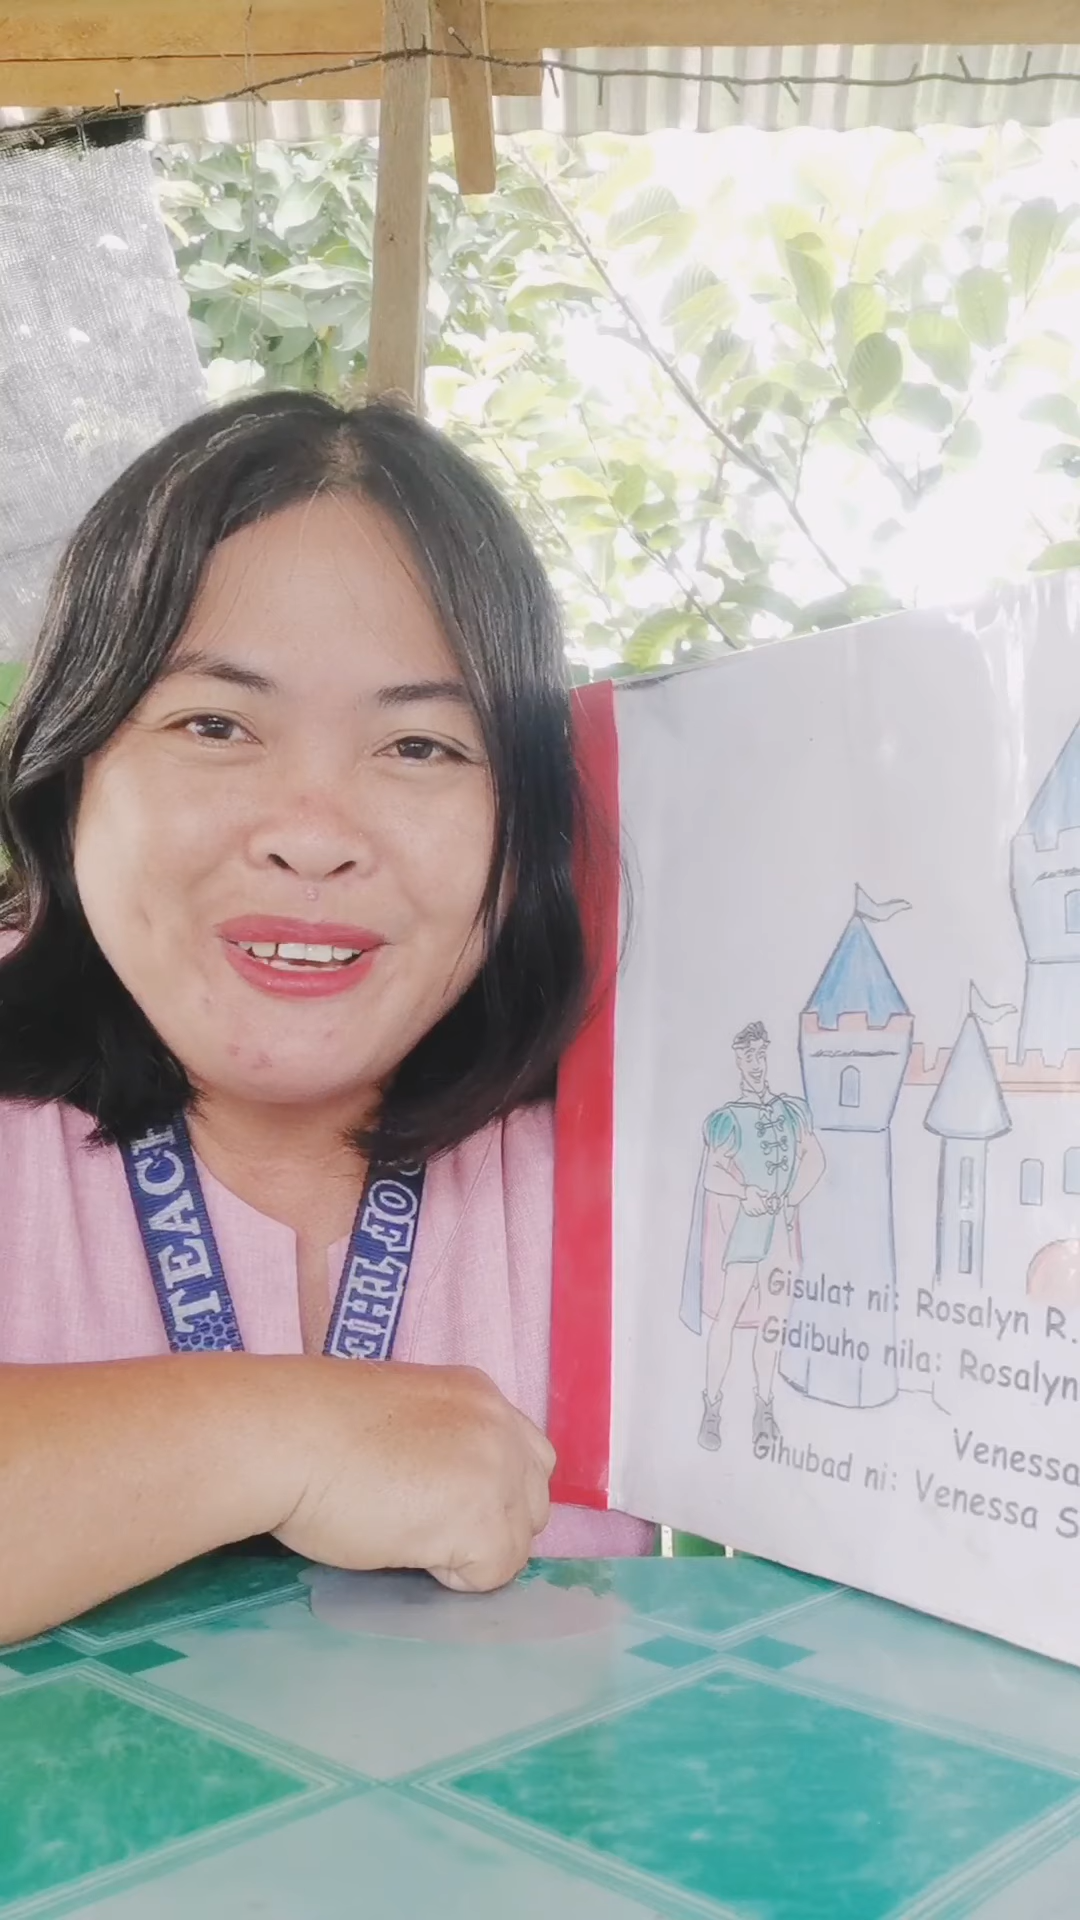 TEACH
OF THE
Gisulat ni: Rosalyn R.
Gidibuho nila: Rosalyn
Venessa
Gihubad ni: Venessa S